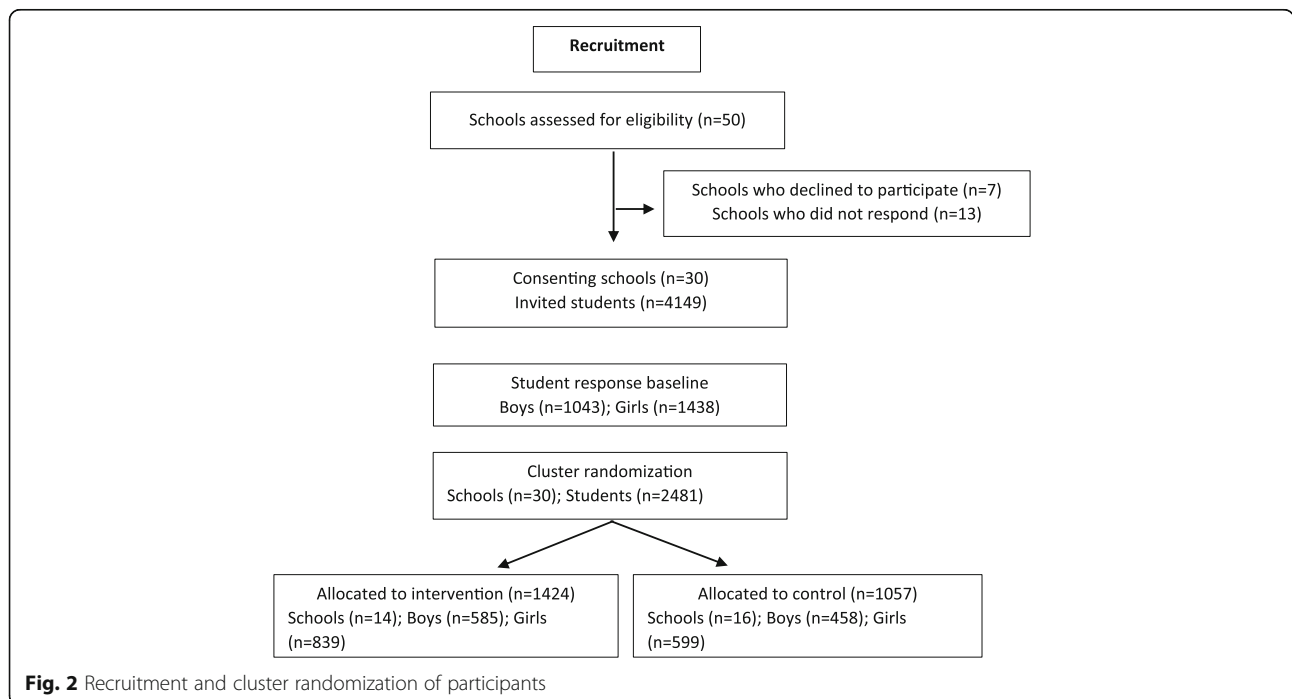 Recruitment
Schools assessed for eligibility (n=50)
Schools who declined to participate (n=7)
Schools who did not respond (n=13)
Consenting schools (n=30)
Invited students (n=4149)
Student response baseline
Boys (n=1043); Girls (n=1438)
Cluster randomization
Schools (n=30); Students (n=2481)
Allocated to intervention (n=1424)
Schools (n=14); Boys (n=585); Girls
(n=839)
Allocated to control (n=1057)
Schools (n=16); Boys (n=458); Girls
(n=599)
Fig. 2 Recruitment and cluster randomization of participants